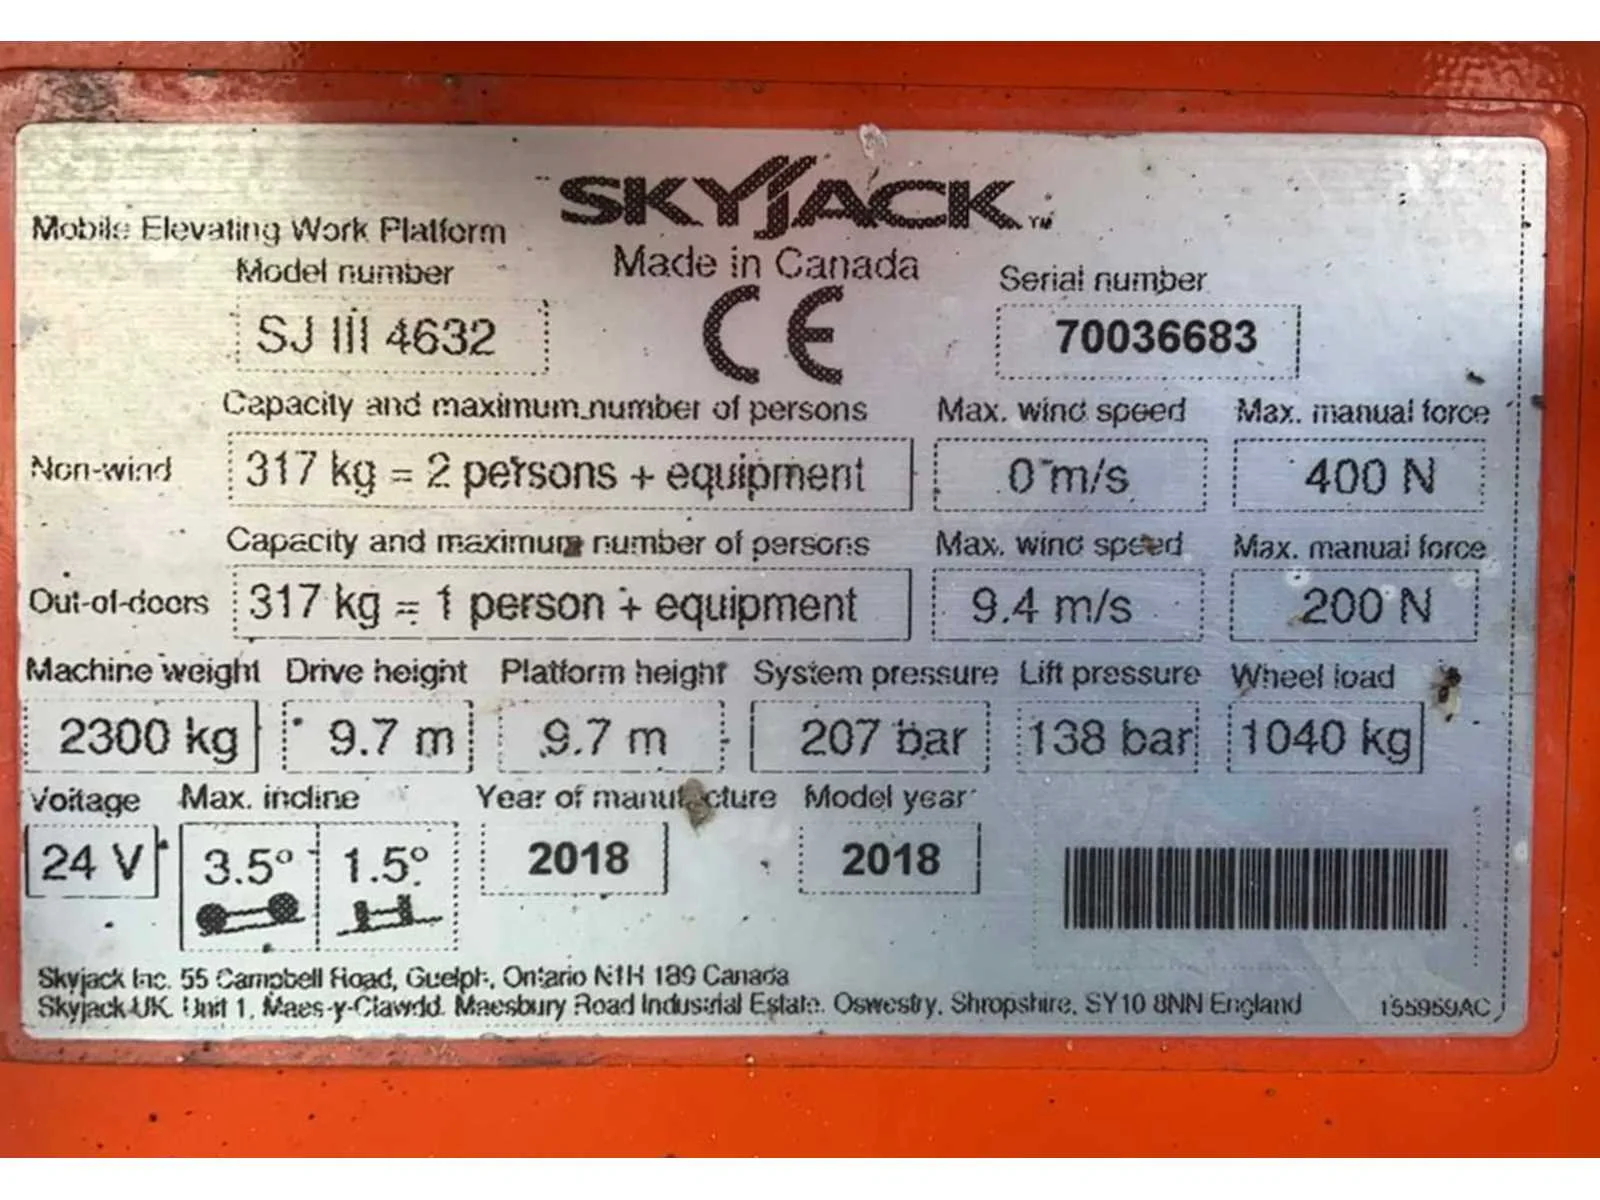 SKYJACK™
Mobile Elevating Work Platform
Made in Canada
Model number
Serial number
SJ III 4632
CE
70036683
Capacity and maximum number of persons Max. wind speed Max. manual force
Non-wind 317 kg = 2 persons + equipment 0 m/s 400 N
Capacity and maximum number of persons Max. wind speed Max. manual force
Out-of-doors 317 kg = 1 person + equipment 9.4 m/s 200 N
Machine weight Drive height Platform height System pressure Lift pressure Wheel load
2300 kg 9.7 m 9.7 m 207 bar 138 bar 1040 kg
Voltage Max. incline Year of manufacture Model year
24 V 3.5° 1.5° 2018 2018
Skyjack Inc. 55 Campbell Road, Guelph, Ontario N1H 1B9 Canada
Skyjack UK. Unit 1, Maes-y-Clawdd. Maesbury Road Industrial Estate. Oswestry, Shropshire, SY10 8NN England 155959AC